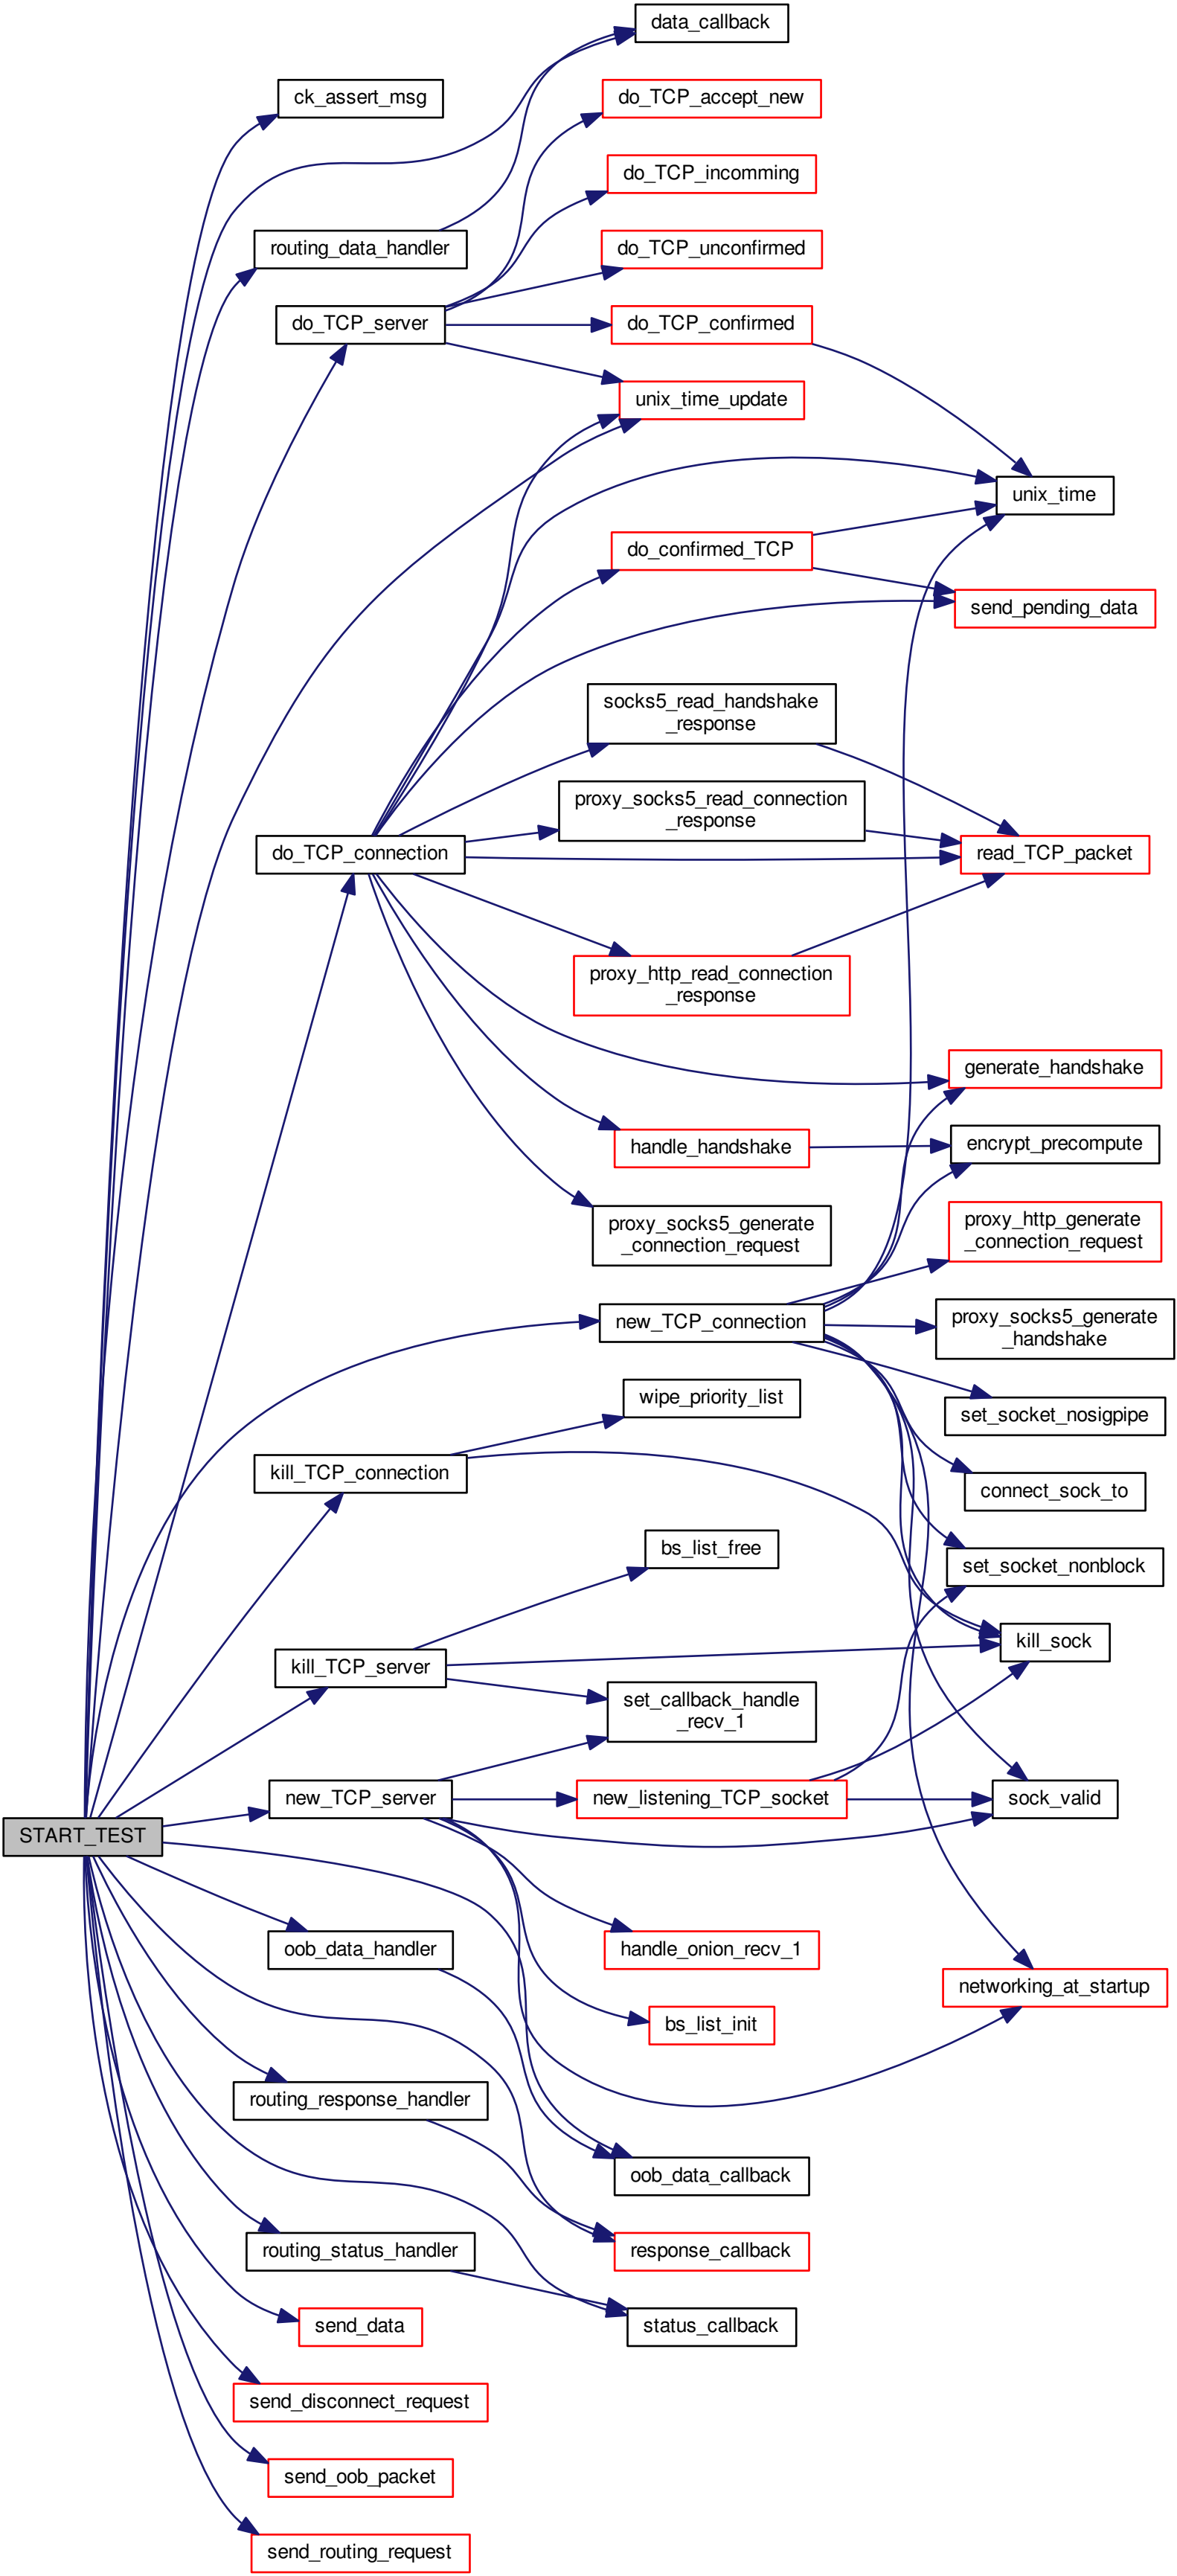 data_callback
ck_assert_msg
do_TCP_accept_new
do_TCP_incomming
routing_data_handler
do_TCP_unconfirmed
do_TCP_server
do_TCP_confirmed
unix_time_update
unix_time
do_confirmed_TCP
send_pending_data
socks5_read_handshake
_response
proxy_socks5_read_connection
_response
do_TCP_connection
read_TCP_packet
proxy_http_read_connection
_response
generate_handshake
handle_handshake
encrypt_precompute
proxy_socks5_generate
_connection_request
proxy_http_generate
_connection_request
new_TCP_connection
proxy_socks5_generate
_handshake
wipe_priority_list
set_socket_nosigpipe
kill_TCP_connection
connect_sock_to
bs_list_free
set_socket_nonblock
kill_sock
kill_TCP_server
set_callback_handle
_recv_1
new_TCP_server
new_listening_TCP_socket
sock_valid
START_TEST
oob_data_handler
handle_onion_recv_1
networking_at_startup
bs_list_init
routing_response_handler
oob_data_callback
routing_status_handler
response_callback
send_data
status_callback
send_disconnect_request
send_oob_packet
send_routing_request